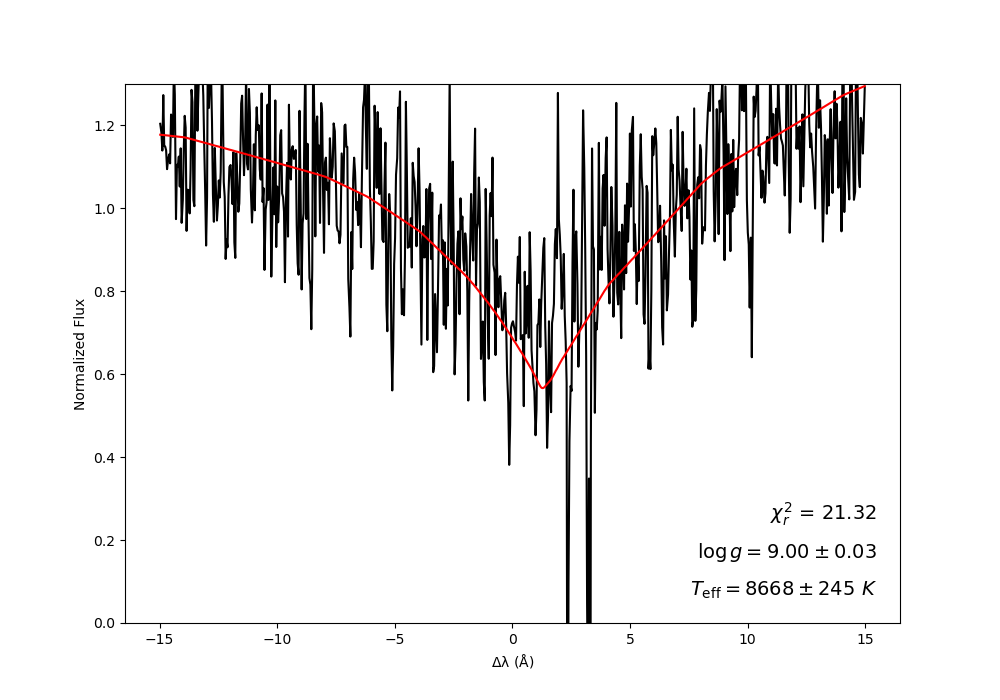 1.2
1.0
0.8
0.6
0.4
0.2
0.0
Normalized Flux
χ²ᵣ = 21.32
log g = 9.00 ± 0.03
T_eff = 8668 ± 245 K
−15 −10 −5 0 5 10 15
Δλ (Å)